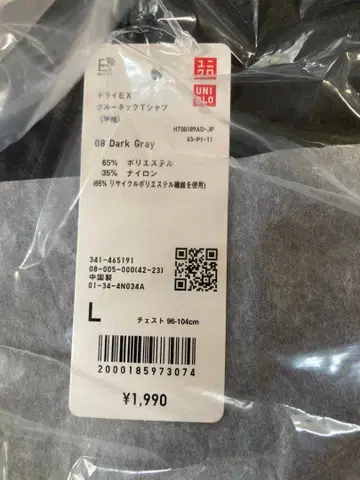 ユニ
クロ
UNI
QLO
ドライEX
クルーネックTシャツ
(半袖)
HT00189AD-JP
63-P1-11
08 Dark Gray
65% ポリエステル
35% ナイロン
(65% リサイクルポリエステル繊維を使用)
341-465191
08-005-000(42-23)
中国製
01-34-4N034A
L
チェスト 96-104cm
2000185973074
¥1,990